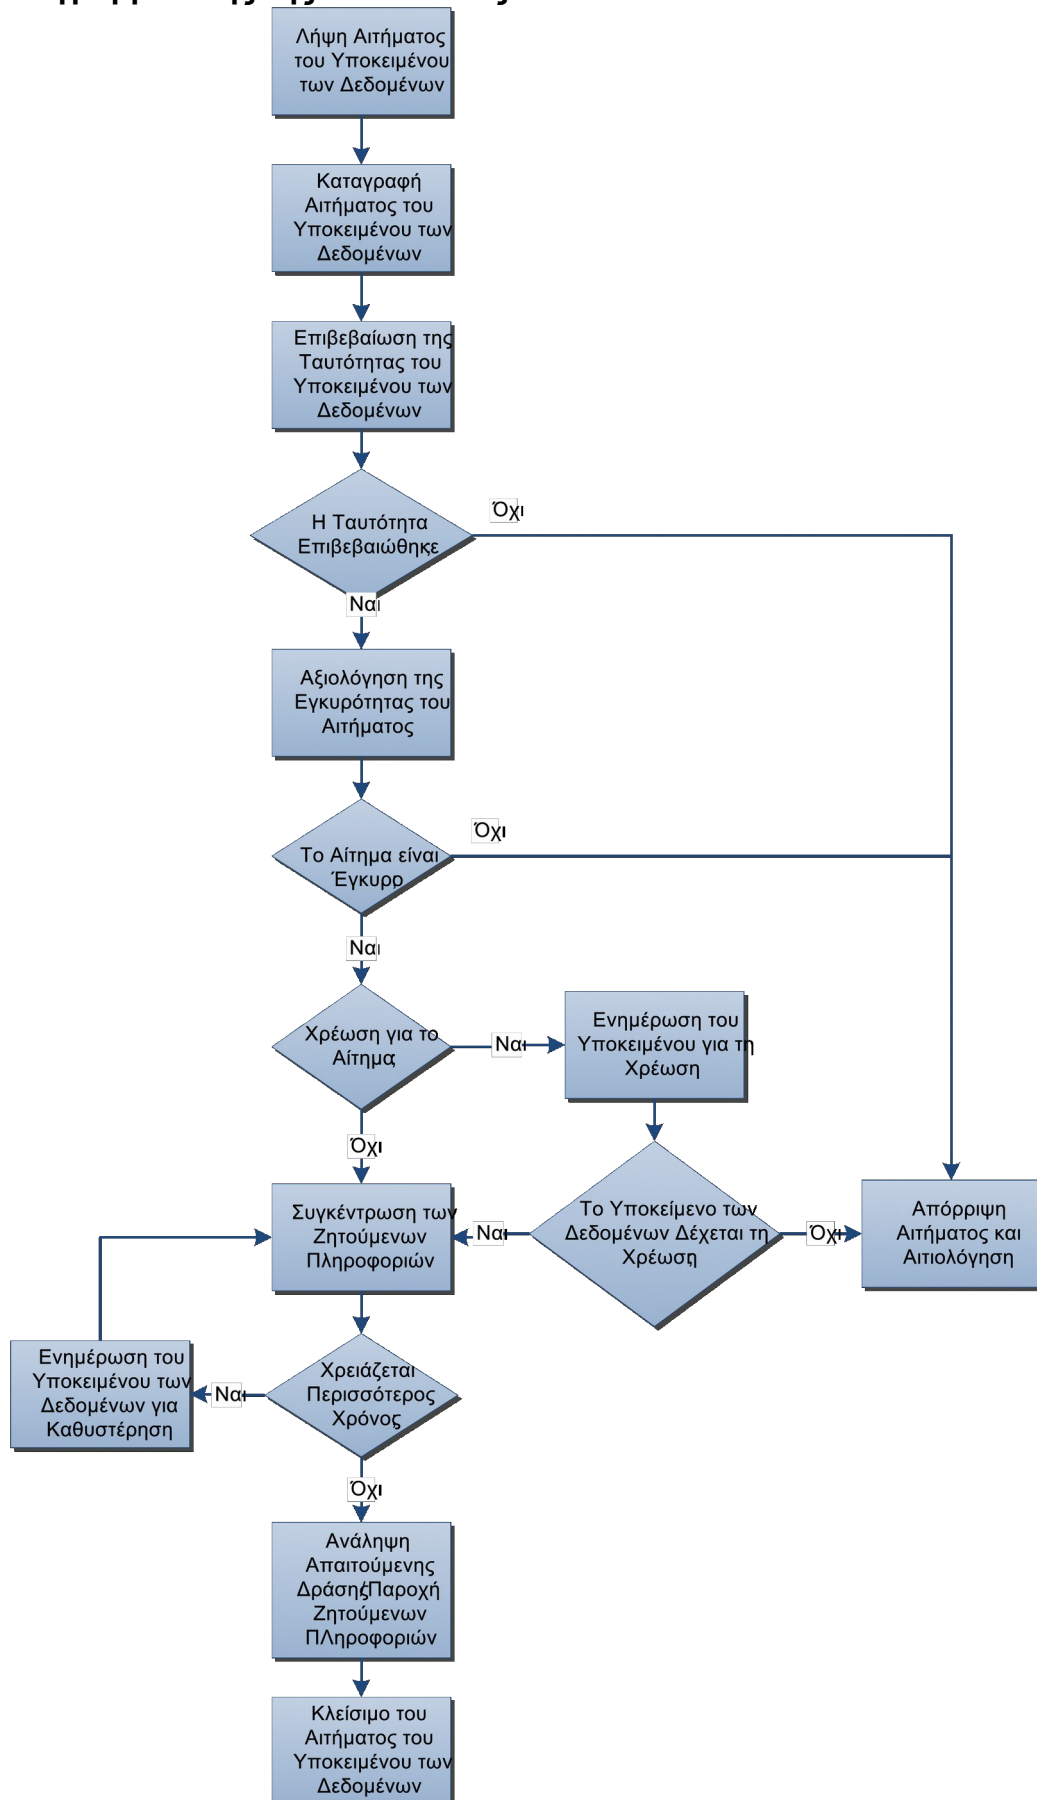 Λήψη Αιτήματος
του Υποκειμένου
των Δεδομένων
Καταγραφή
Αιτήματος του
Υποκειμένου των
Δεδομένων
Επιβεβαίωση της
Ταυτότητας του
Υποκειμένου των
Δεδομένων
Όχι
Η Ταυτότητα
Επιβεβαιώθηκε;
Ναι
Αξιολόγηση της
Εγκυρότητας του
Αιτήματος
Όχι
Το Αίτημα είναι
Έγκυρο;
Ναι
Χρέωση για το
Αίτημα;
Ναι
Ενημέρωση του
Υποκειμένου για τη
Χρέωση
Όχι
Συγκέντρωση των
Ζητούμενων
Πληροφοριών
Ναι
Το Υποκείμενο των
Δεδομένων Δέχεται τη
Χρέωση;
Όχι
Απόρριψη
Αιτήματος και
Αιτιολόγηση
Ενημέρωση του
Υποκειμένου των
Δεδομένων για
Καθυστέρηση
Ναι
Χρειάζεται
Περισσότερος
Χρόνος;
Όχι
Ανάληψη
Απαιτούμενης
Δράσης/Παροχή
Ζητούμενων
ΠΛηροφοριών
Κλείσιμο του
Αιτήματος του
Υποκειμένου των
Δεδομένων